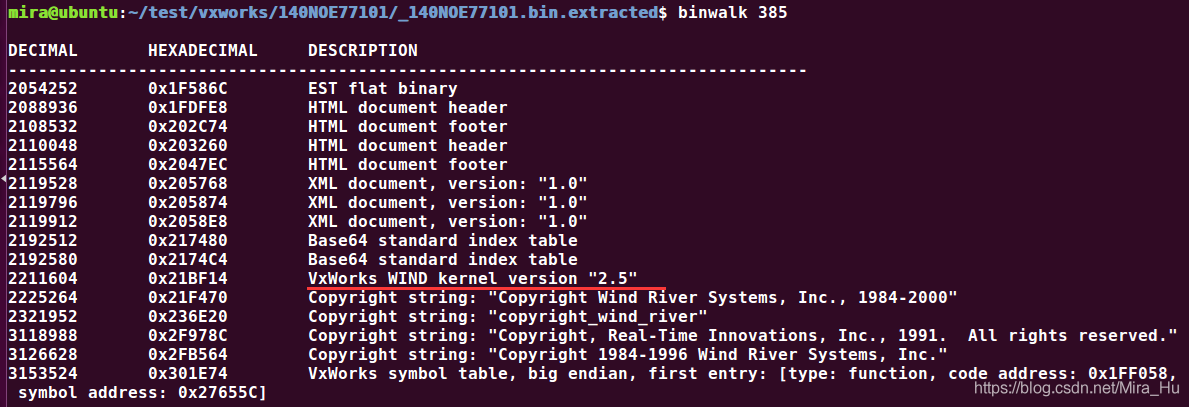 mira@ubuntu:~/test/vxworks/140NOE77101/_140NOE77101.bin.extracted$ binwalk 385
DECIMAL HEXADECIMAL DESCRIPTION
--------------------------------------------------------------------------------
2054252 0x1F586C EST flat binary
2088936 0x1FDFE8 HTML document header
2108532 0x202C74 HTML document footer
2110048 0x203260 HTML document header
2115564 0x2047EC HTML document footer
2119528 0x205768 XML document, version: "1.0"
2119796 0x205874 XML document, version: "1.0"
2119912 0x2058E8 XML document, version: "1.0"
2192512 0x217480 Base64 standard index table
2192580 0x2174C4 Base64 standard index table
2211604 0x21BF14 VxWorks WIND kernel version "2.5"
2225264 0x21F470 Copyright string: "Copyright Wind River Systems, Inc., 1984-2000"
2321952 0x236E20 Copyright string: "copyright_wind_river"
3118988 0x2F978C Copyright string: "Copyright, Real-Time Innovations, Inc., 1991.  All rights reserved."
3126628 0x2FB564 Copyright string: "Copyright 1984-1996 Wind River Systems, Inc."
3153524 0x301E74 VxWorks symbol table, big endian, first entry: [type: function, code address: 0x1FF058,
symbol address: 0x27655C]
https://blog.csdn.net/Mira_Hu